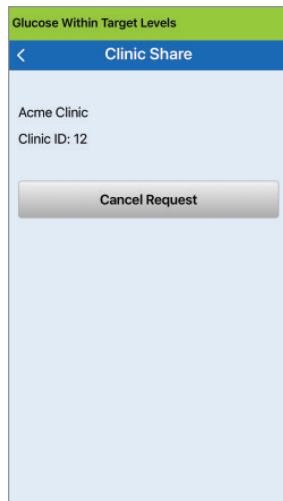 Glucose Within Target Levels
Clinic Share
Acme Clinic
Clinic ID: 12
Cancel Request